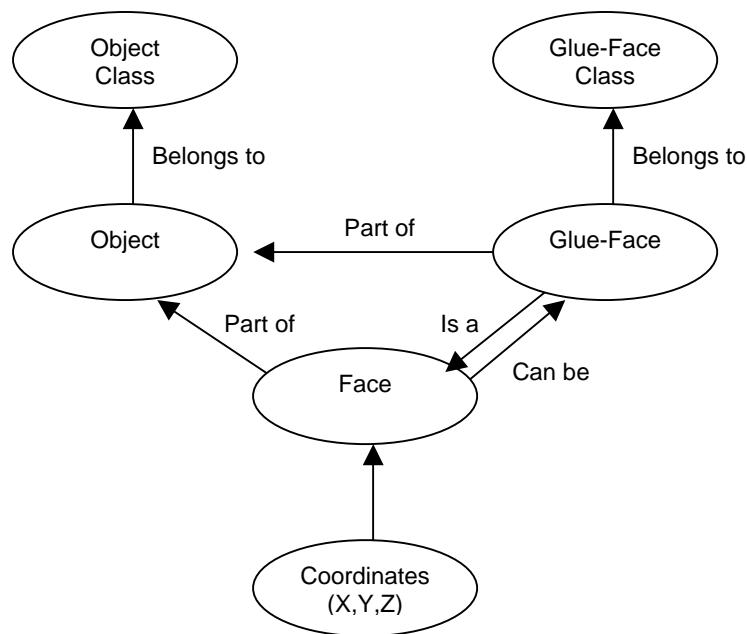 Object
Class
Glue-Face
Class
Belongs to
Belongs to
Object
Part of
Glue-Face
Part of
Is a
Face
Can be
Coordinates
(X,Y,Z)